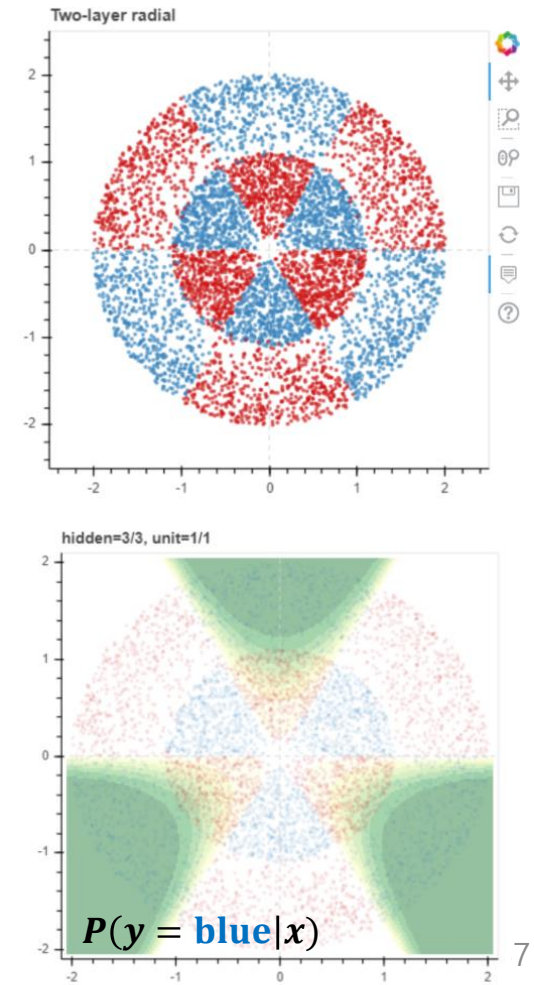 Two-layer radial
2
1
0
-1
-2
-2 -1 0 1 2
hidden=3/3, unit=1/1
2
1
0
-1
-2
P(y = blue|x)
-2 -1 0 1 2
7